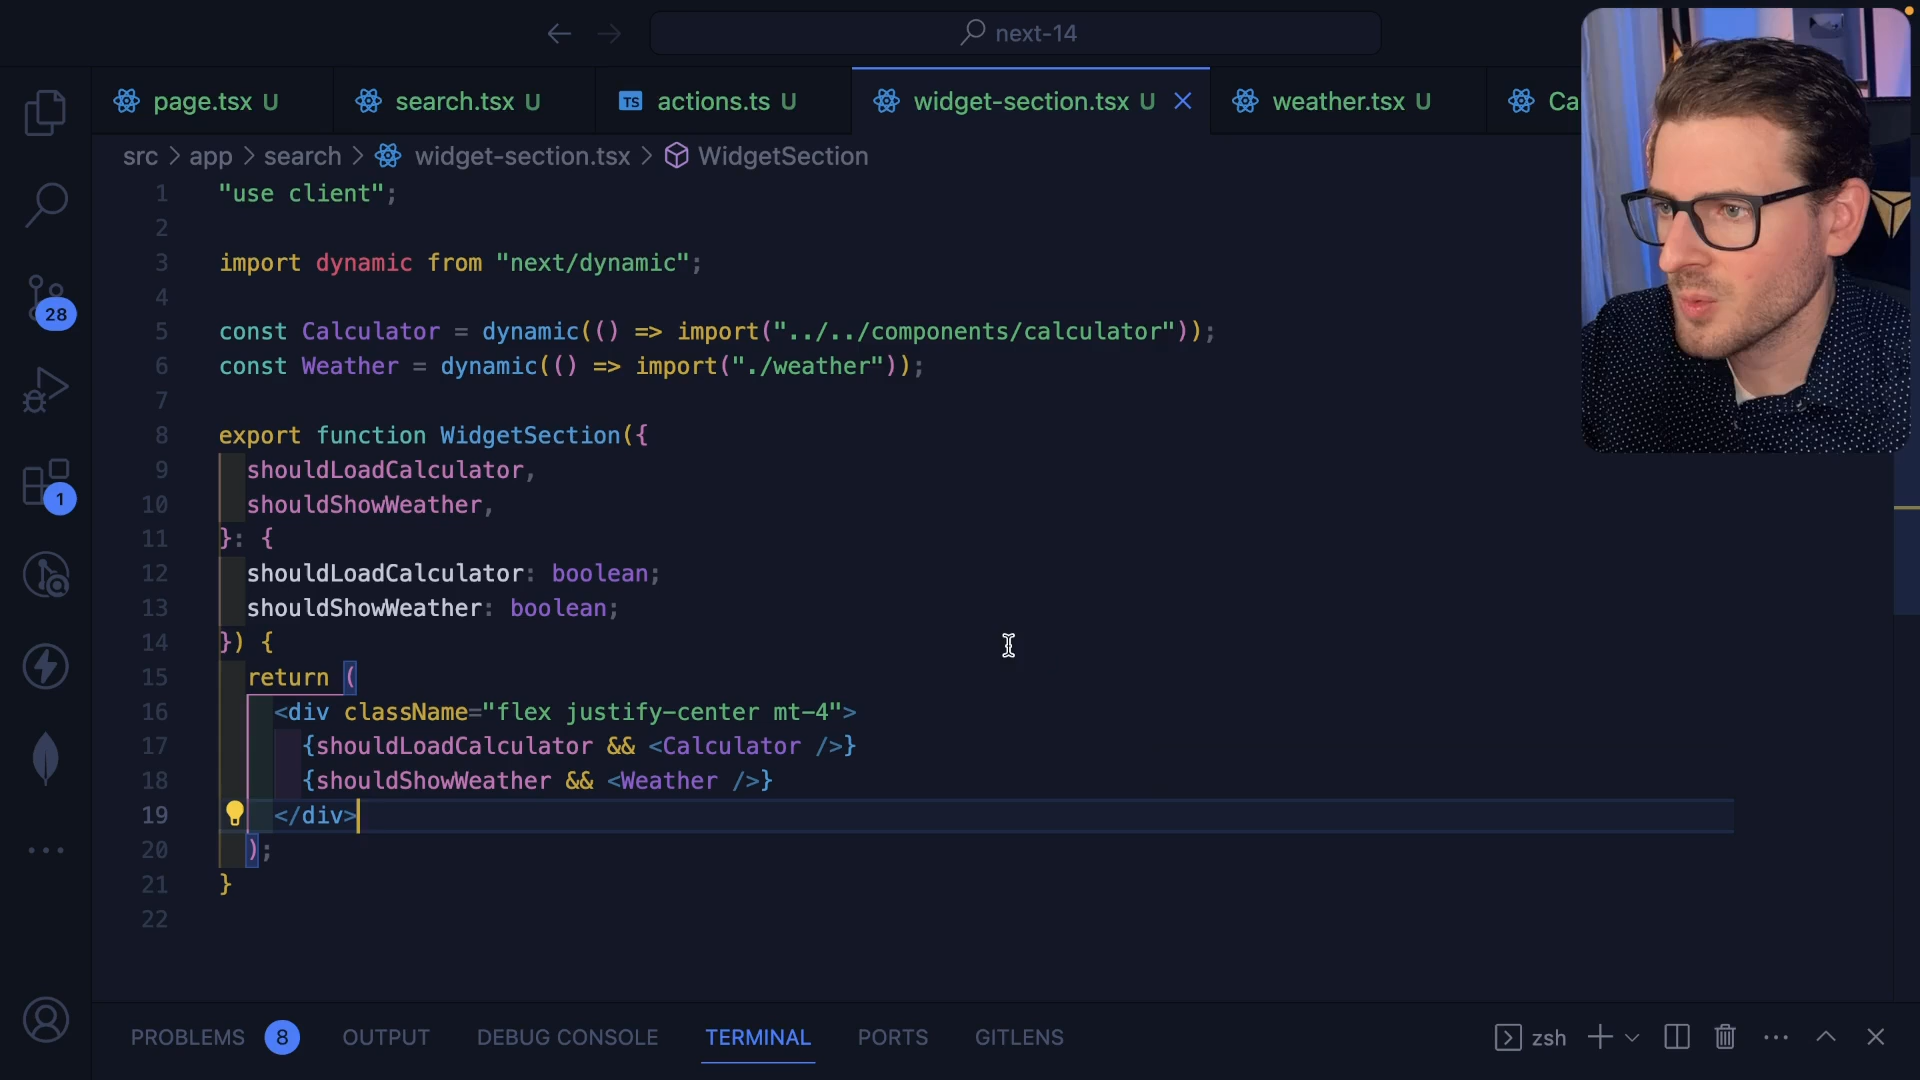 next-14
page.tsx U
search.tsx U
TS actions.ts U
widget-section.tsx U
weather.tsx U
Ca
src > app > search > widget-section.tsx > WidgetSection
1 "use client";
2
3 import dynamic from "next/dynamic";
4
5 const Calculator = dynamic(() => import("../../components/calculator"));
6 const Weather = dynamic(() => import("./weather"));
7
8 export function WidgetSection({
9 shouldLoadCalculator,
10 shouldShowWeather,
11 }: {
12 shouldLoadCalculator: boolean;
13 shouldShowWeather: boolean;
14 }) {
15 return (
16 <div className="flex justify-center mt-4">
17 {shouldLoadCalculator && <Calculator />}
18 {shouldShowWeather && <Weather />}
19 </div>
20 );
21 }
22
28
1
PROBLEMS 8 OUTPUT DEBUG CONSOLE TERMINAL PORTS GITLENS zsh